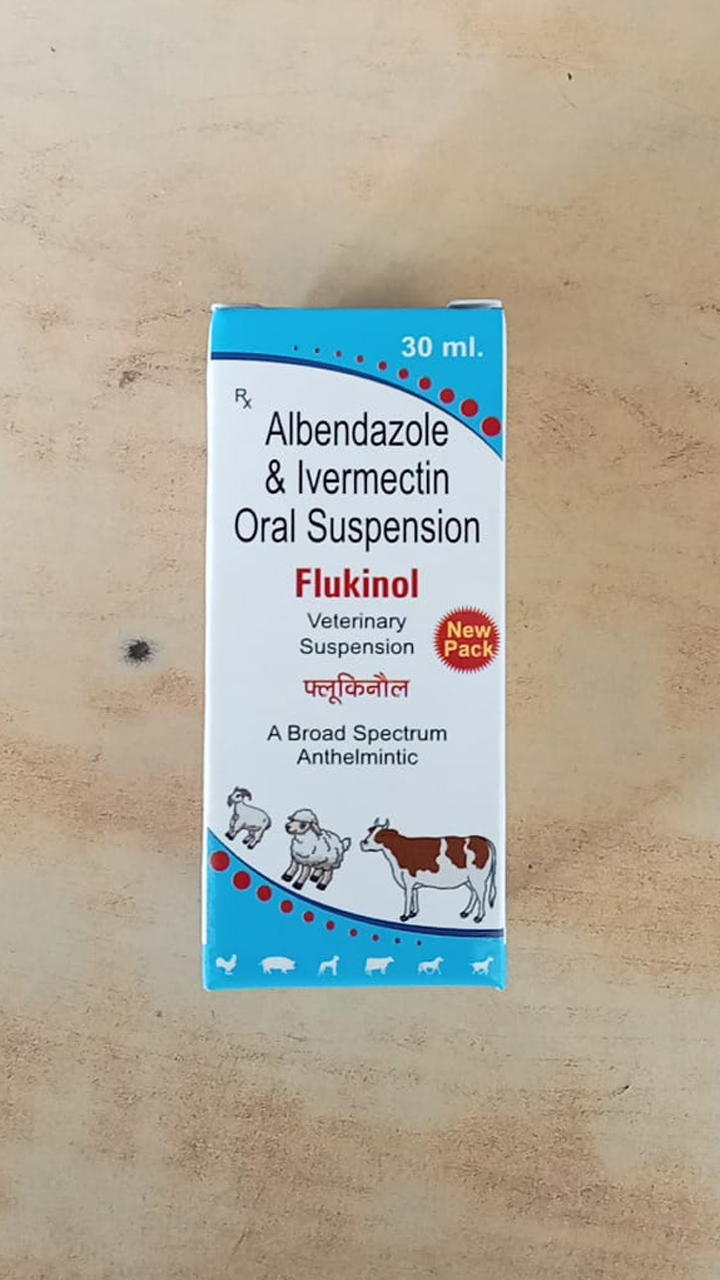 30 ml.
Rx
Albendazole
& Ivermectin
Oral Suspension
Flukinol
Veterinary
Suspension
New
Pack
फ्लूकिनौल
A Broad Spectrum
Anthelmintic